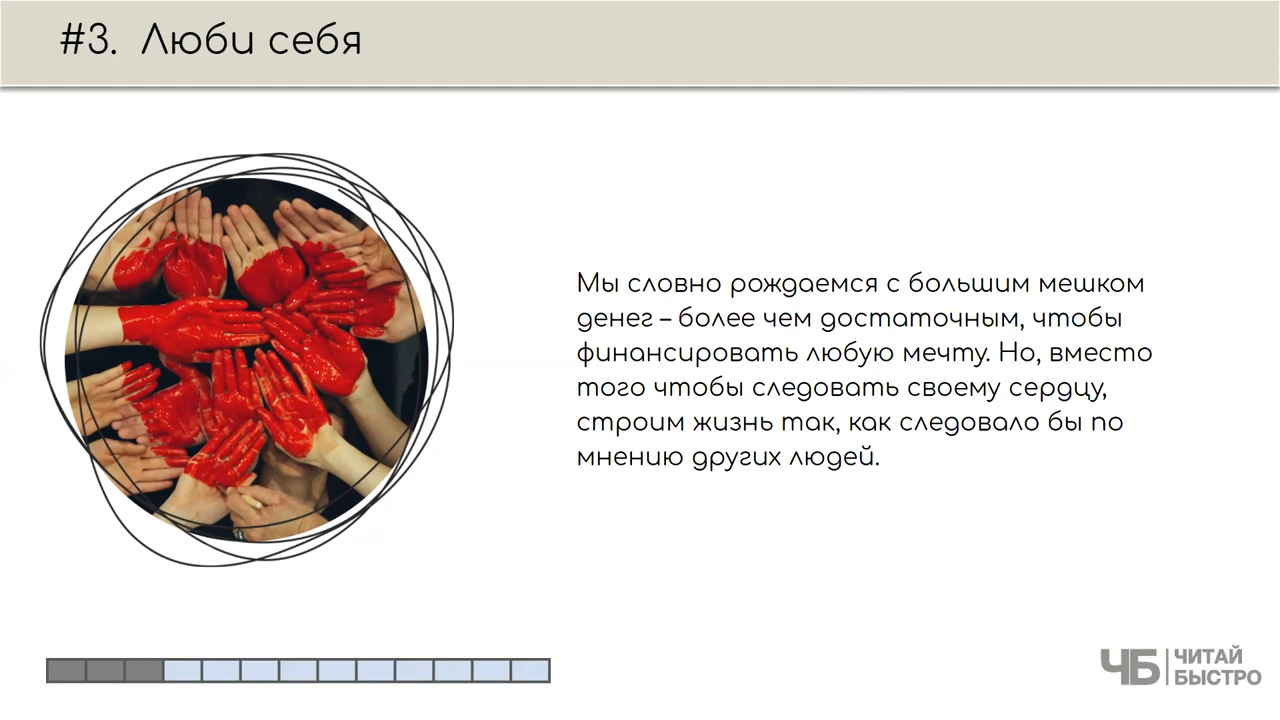 #3. Люби себя
Мы словно рождаемся с большим мешком
денег – более чем достаточным, чтобы
финансировать любую мечту. Но, вместо
того чтобы следовать своему сердцу,
строим жизнь так, как следовало бы по
мнению других людей.
ЧБ
ЧИТАЙ
БЫСТРО